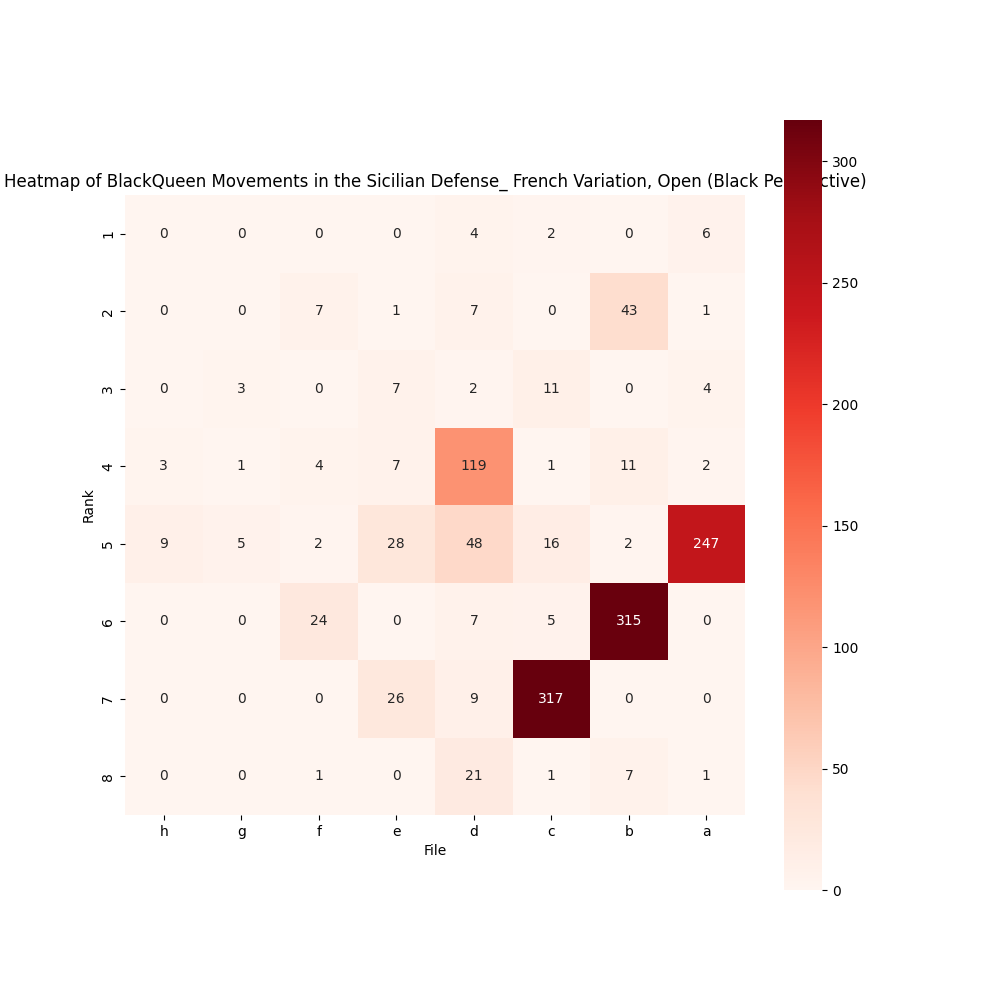 Heatmap of BlackQueen Movements in the Sicilian Defense_ French Variation, Open (Black Pe ctive)
1 0 0 0 0 4 2 0 6
2 0 0 7 1 7 0 43 1
3 0 3 0 7 2 11 0 4
4 3 1 4 7 119 1 11 2
5 9 5 2 28 48 16 2 247
6 0 0 24 0 7 5 315 0
7 0 0 0 26 9 317 0 0
8 0 0 1 0 21 1 7 1
h g f e d c b a
File
Rank
300
250
200
150
100
50
0